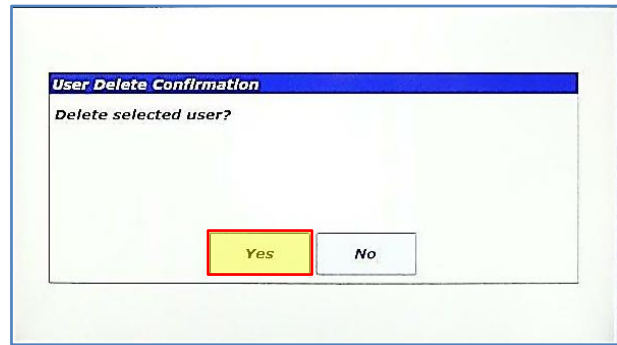 User Delete Confirmation
Delete selected user?
Yes
No